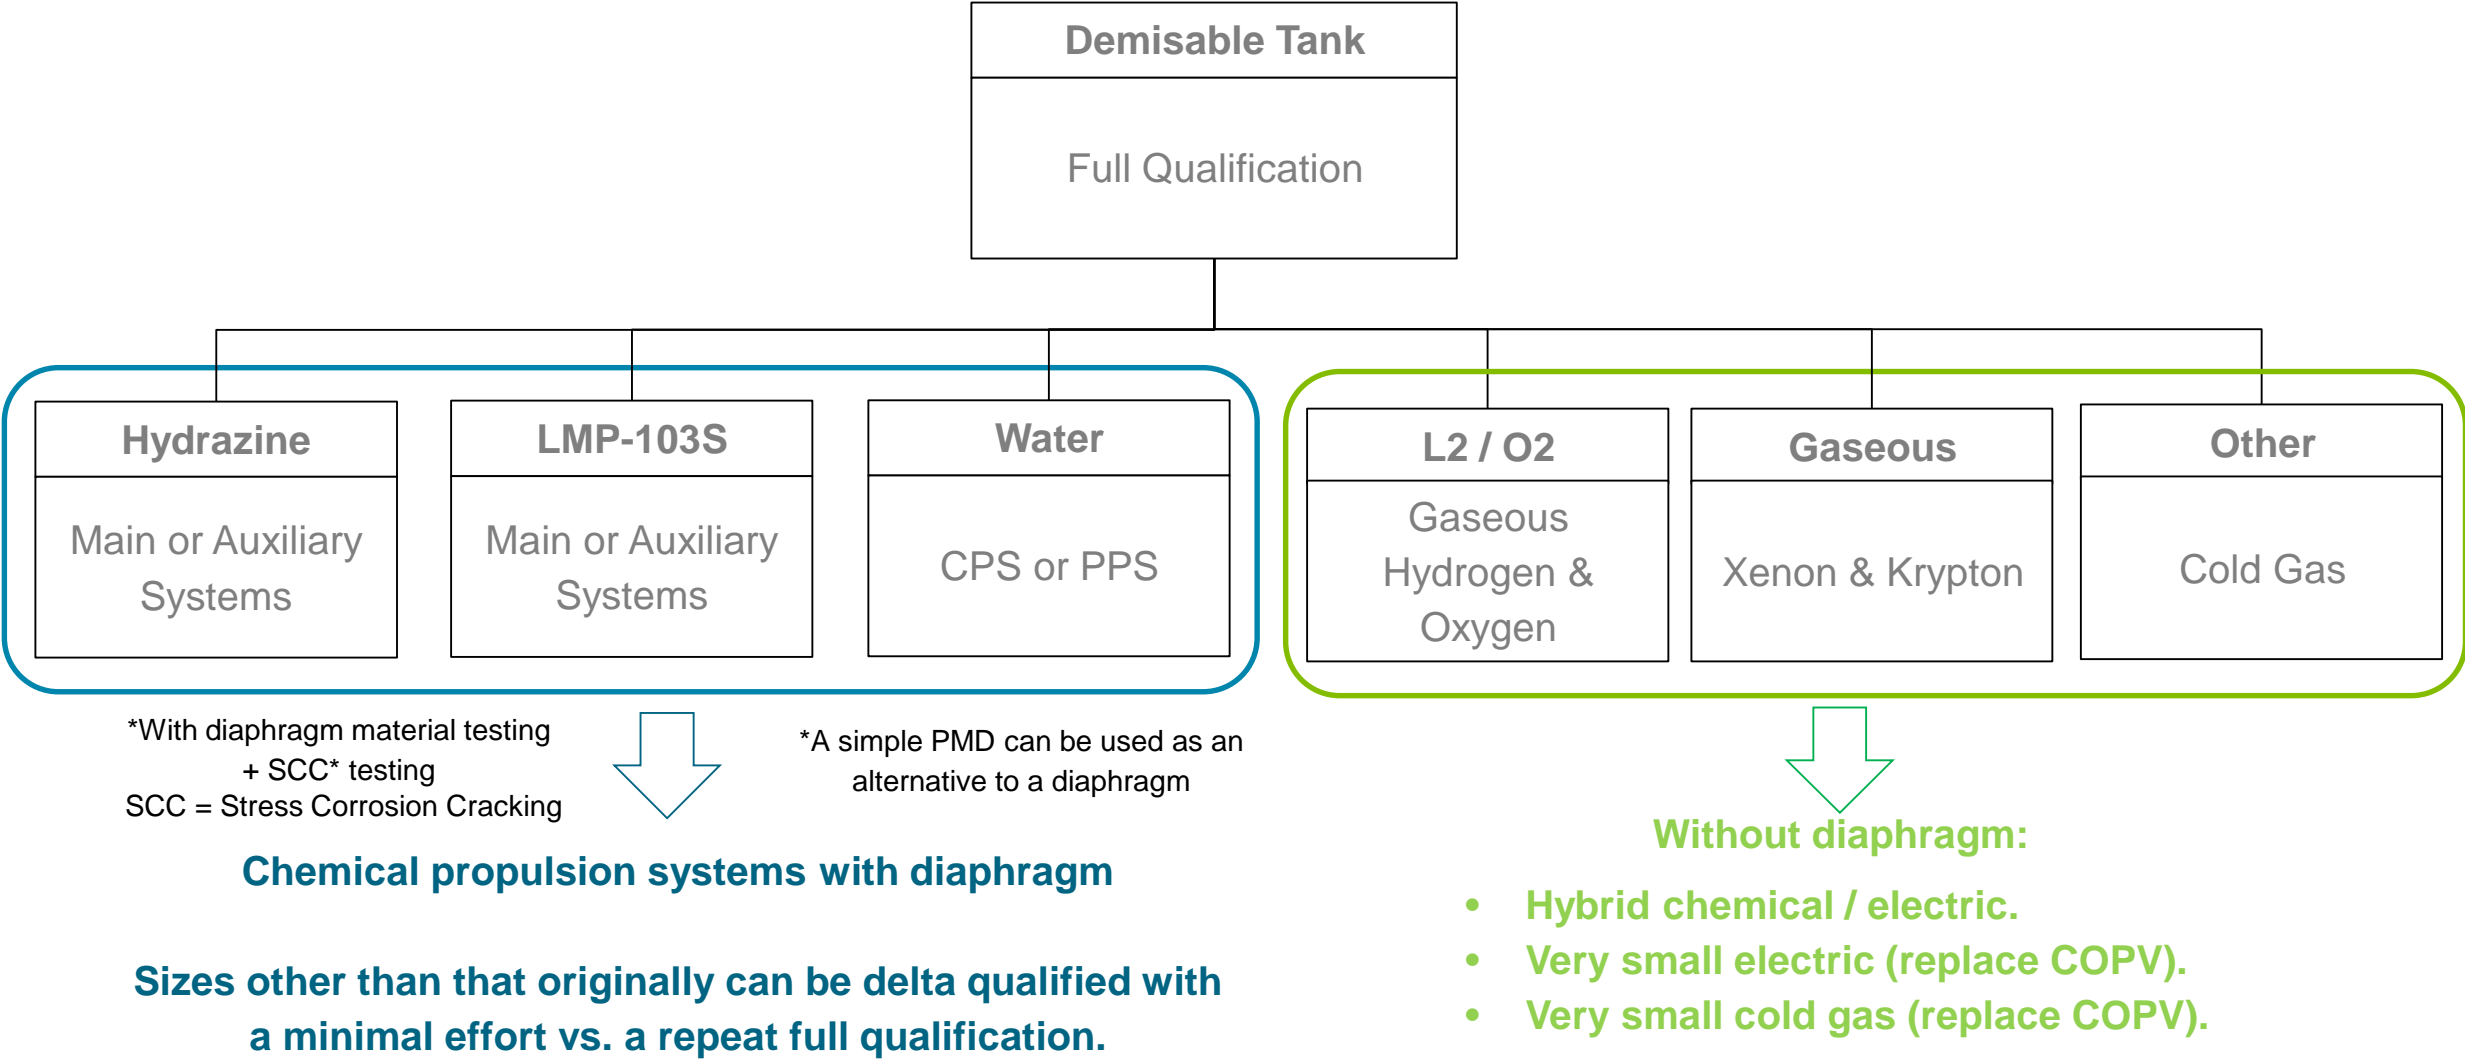 Demisable Tank
Full Qualification
Hydrazine
Main or Auxiliary
Systems
LMP-103S
Main or Auxiliary
Systems
Water
CPS or PPS
L2 / O2
Gaseous
Hydrogen &
Oxygen
Gaseous
Xenon & Krypton
Other
Cold Gas
*With diaphragm material testing
+ SCC* testing
SCC = Stress Corrosion Cracking
*A simple PMD can be used as an
alternative to a diaphragm
Chemical propulsion systems with diaphragm
Sizes other than that originally can be delta qualified with
a minimal effort vs. a repeat full qualification.
Without diaphragm:
• Hybrid chemical / electric.
• Very small electric (replace COPV).
• Very small cold gas (replace COPV).